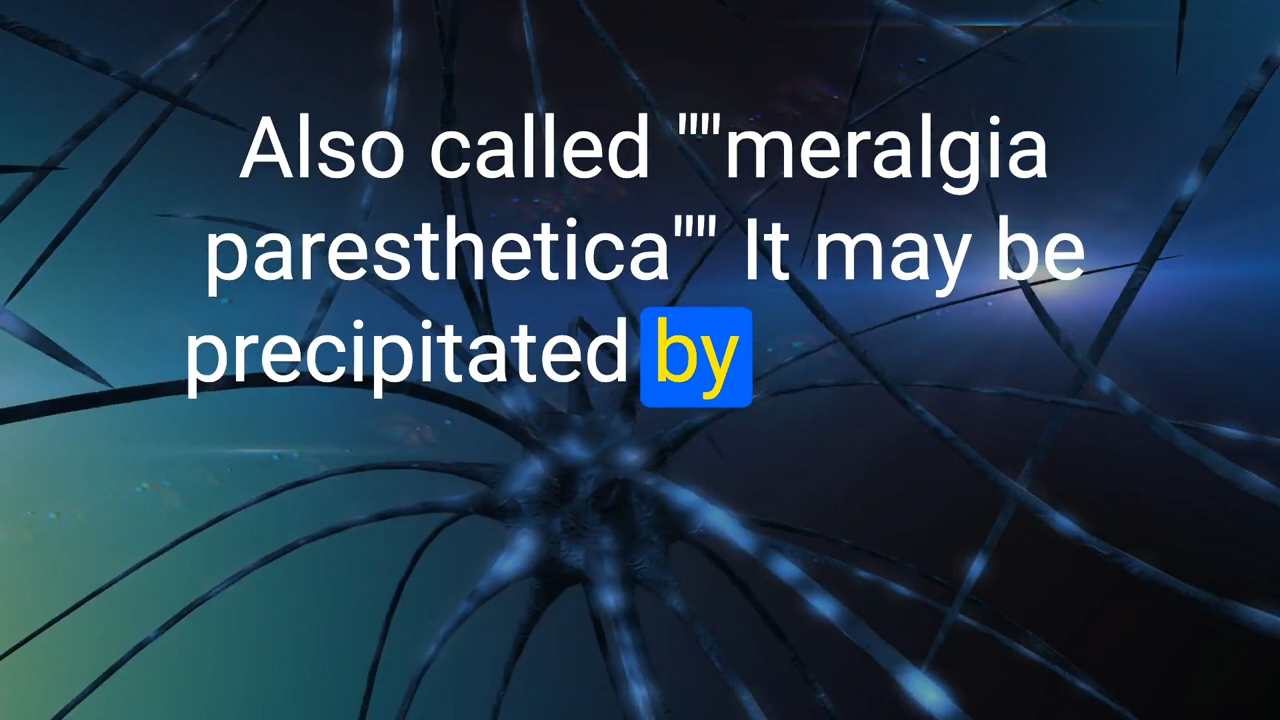 Also called ""meralgia
paresthetica"" It may be
precipitated by